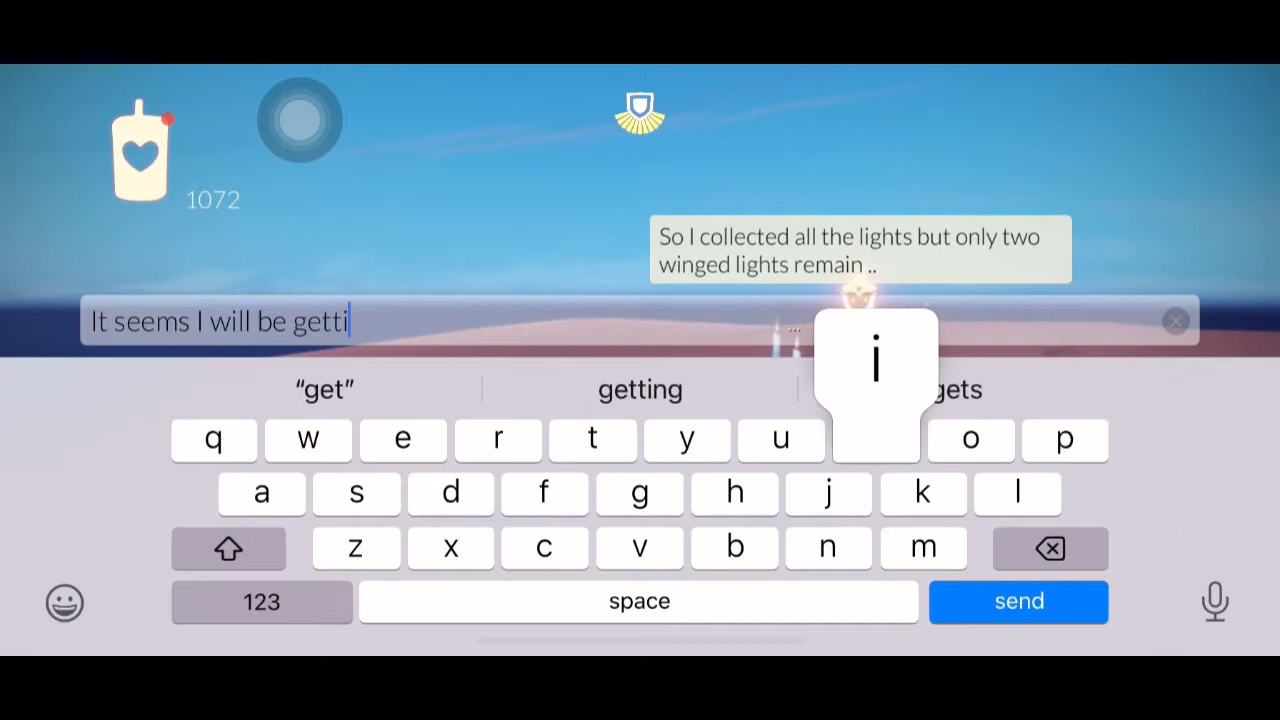 1072
So I collected all the lights but only two
winged lights remain ..
It seems I will be getti
...
“get” getting gets
i
q w e r t y u o p
a s d f g h j k l
z x c v b n m
123 space send